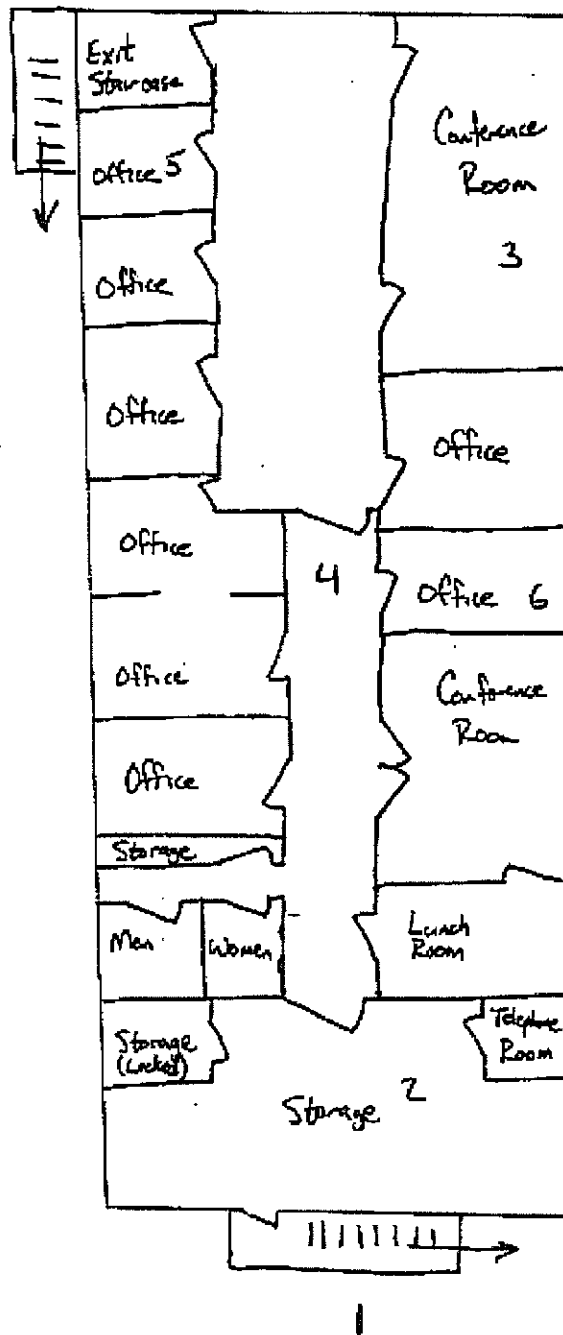 Exit
Staircase
Conference
Room
3
Office 5
Office
Office
Office
Office
4
Office 6
Office
Conference
Room
Office
Storage
Men
Women
Lunch
Room
Storage
(Locked)
Telephone
Room
Storage 2
1